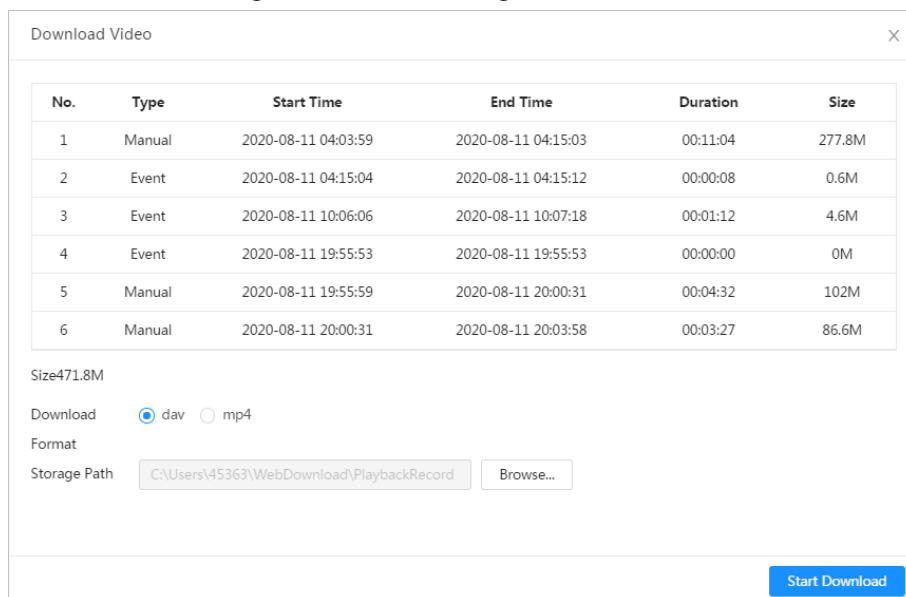 Download Video
No. Type Start Time End Time Duration Size
1 Manual 2020-08-11 04:03:59 2020-08-11 04:15:03 00:11:04 277.8M
2 Event 2020-08-11 04:15:04 2020-08-11 04:15:12 00:00:08 0.6M
3 Event 2020-08-11 10:06:06 2020-08-11 10:07:18 00:01:12 4.6M
4 Event 2020-08-11 19:55:53 2020-08-11 19:55:53 00:00:00 0M
5 Manual 2020-08-11 19:55:59 2020-08-11 20:00:31 00:04:32 102M
6 Manual 2020-08-11 20:00:31 2020-08-11 20:03:58 00:03:27 86.6M
Size471.8M
Download dav mp4
Format
Storage Path C:\Users\45363\WebDownload\PlaybackRecord Browse...
Start Download